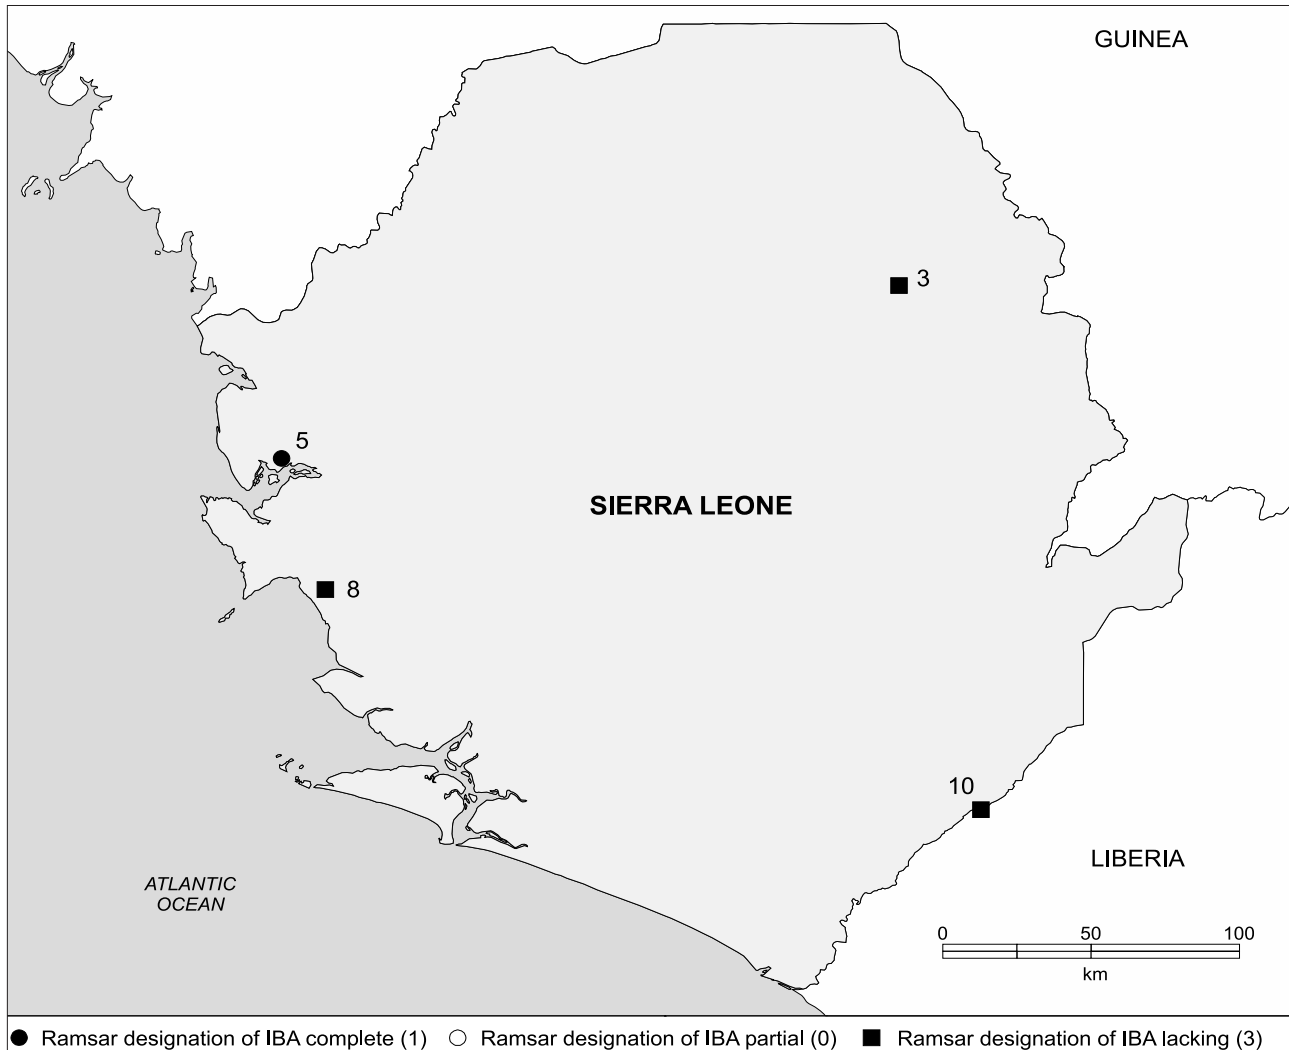 GUINEA
3
5
SIERRA LEONE
8
10
LIBERIA
ATLANTIC
OCEAN
0 50 100
km
Ramsar designation of IBA complete (1) Ramsar designation of IBA partial (0) Ramsar designation of IBA lacking (3)